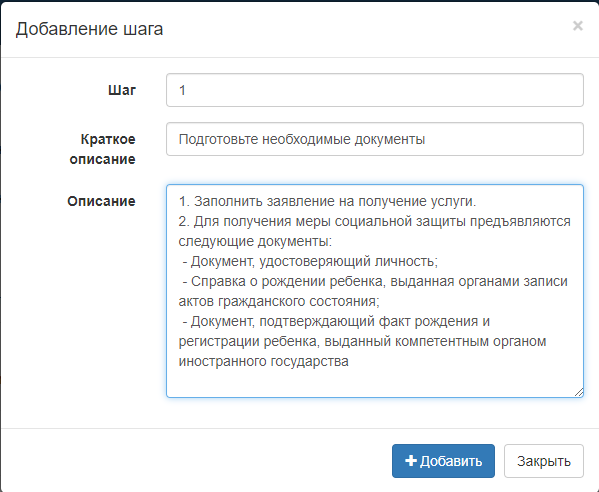 Добавление шага
×
Шаг
1
Краткое
описание
Подготовьте необходимые документы
Описание
1. Заполнить заявление на получение услуги.
2. Для получения меры социальной защиты предъявляются
следующие документы:
- Документ, удостоверяющий личность;
- Справка о рождении ребенка, выданная органами записи
актов гражданского состояния;
- Документ, подтверждающий факт рождения и
регистрации ребенка, выданный компетентным органом
иностранного государства
+ Добавить
Закрыть